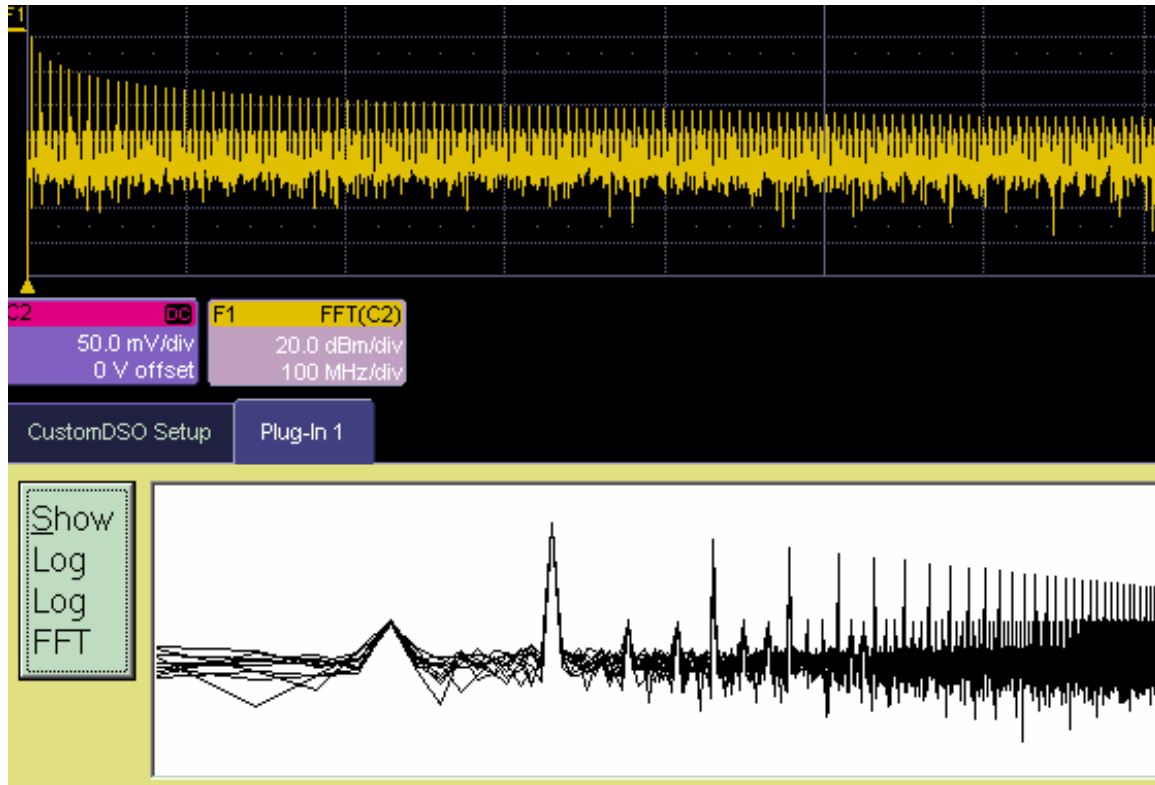 F1
C2 DC
50.0 mV/div
0 V offset
F1 FFT(C2)
20.0 dBm/div
100 MHz/div
CustomDSO Setup
Plug-In 1
Show
Log
Log
FFT